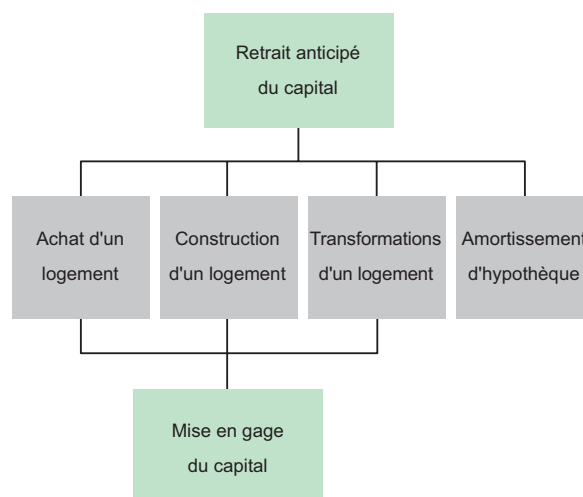 Retrait anticipé
du capital
Achat d'un
logement
Construction
d'un logement
Transformations
d'un logement
Amortissement
d'hypothèque
Mise en gage
du capital